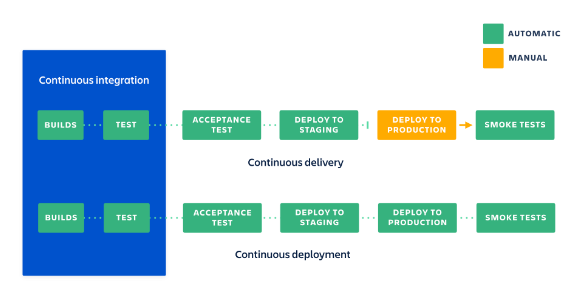 AUTOMATIC
MANUAL
Continuous integration
BUILDS
TEST
ACCEPTANCE
TEST
DEPLOY TO
STAGING
DEPLOY TO
PRODUCTION
SMOKE TESTS
Continuous delivery
BUILDS
TEST
ACCEPTANCE
TEST
DEPLOY TO
STAGING
DEPLOY TO
PRODUCTION
SMOKE TESTS
Continuous deployment